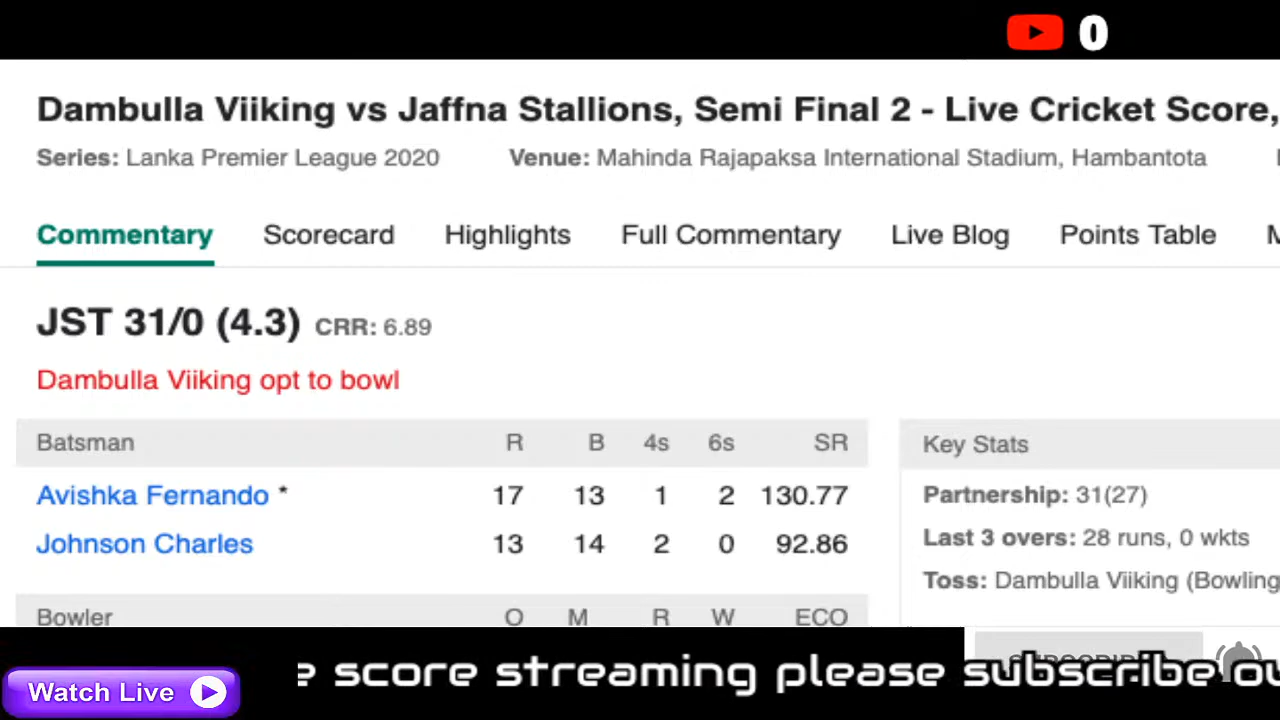 0
Dambulla Viiking vs Jaffna Stallions, Semi Final 2 - Live Cricket Score,
Series: Lanka Premier League 2020 Venue: Mahinda Rajapaksa International Stadium, Hambantota
Commentary Scorecard Highlights Full Commentary Live Blog Points Table
JST 31/0 (4.3) CRR: 6.89
Dambulla Viiking opt to bowl
Batsman R B 4s 6s SR Key Stats
Avishka Fernando * 17 13 1 2 130.77 Partnership: 31(27)
Johnson Charles 13 14 2 0 92.86 Last 3 overs: 28 runs, 0 wkts
Toss: Dambulla Viiking (Bowling
Bowler O M R W ECO
Watch Live e score streaming please subscribe ou